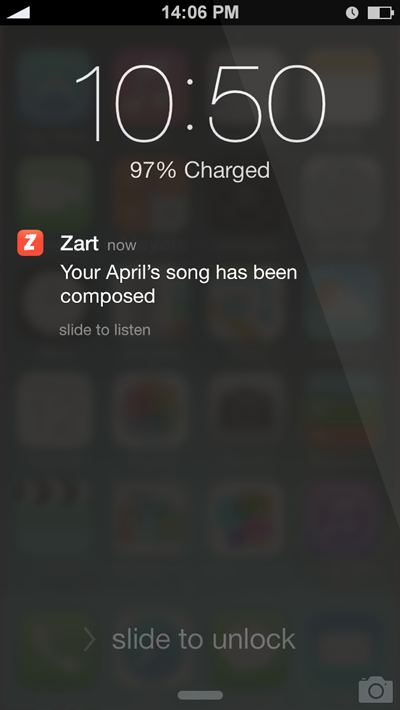 14:06 PM
10:50
97% Charged
Z
Zart now
Your April's song has been
composed
slide to listen
slide to unlock